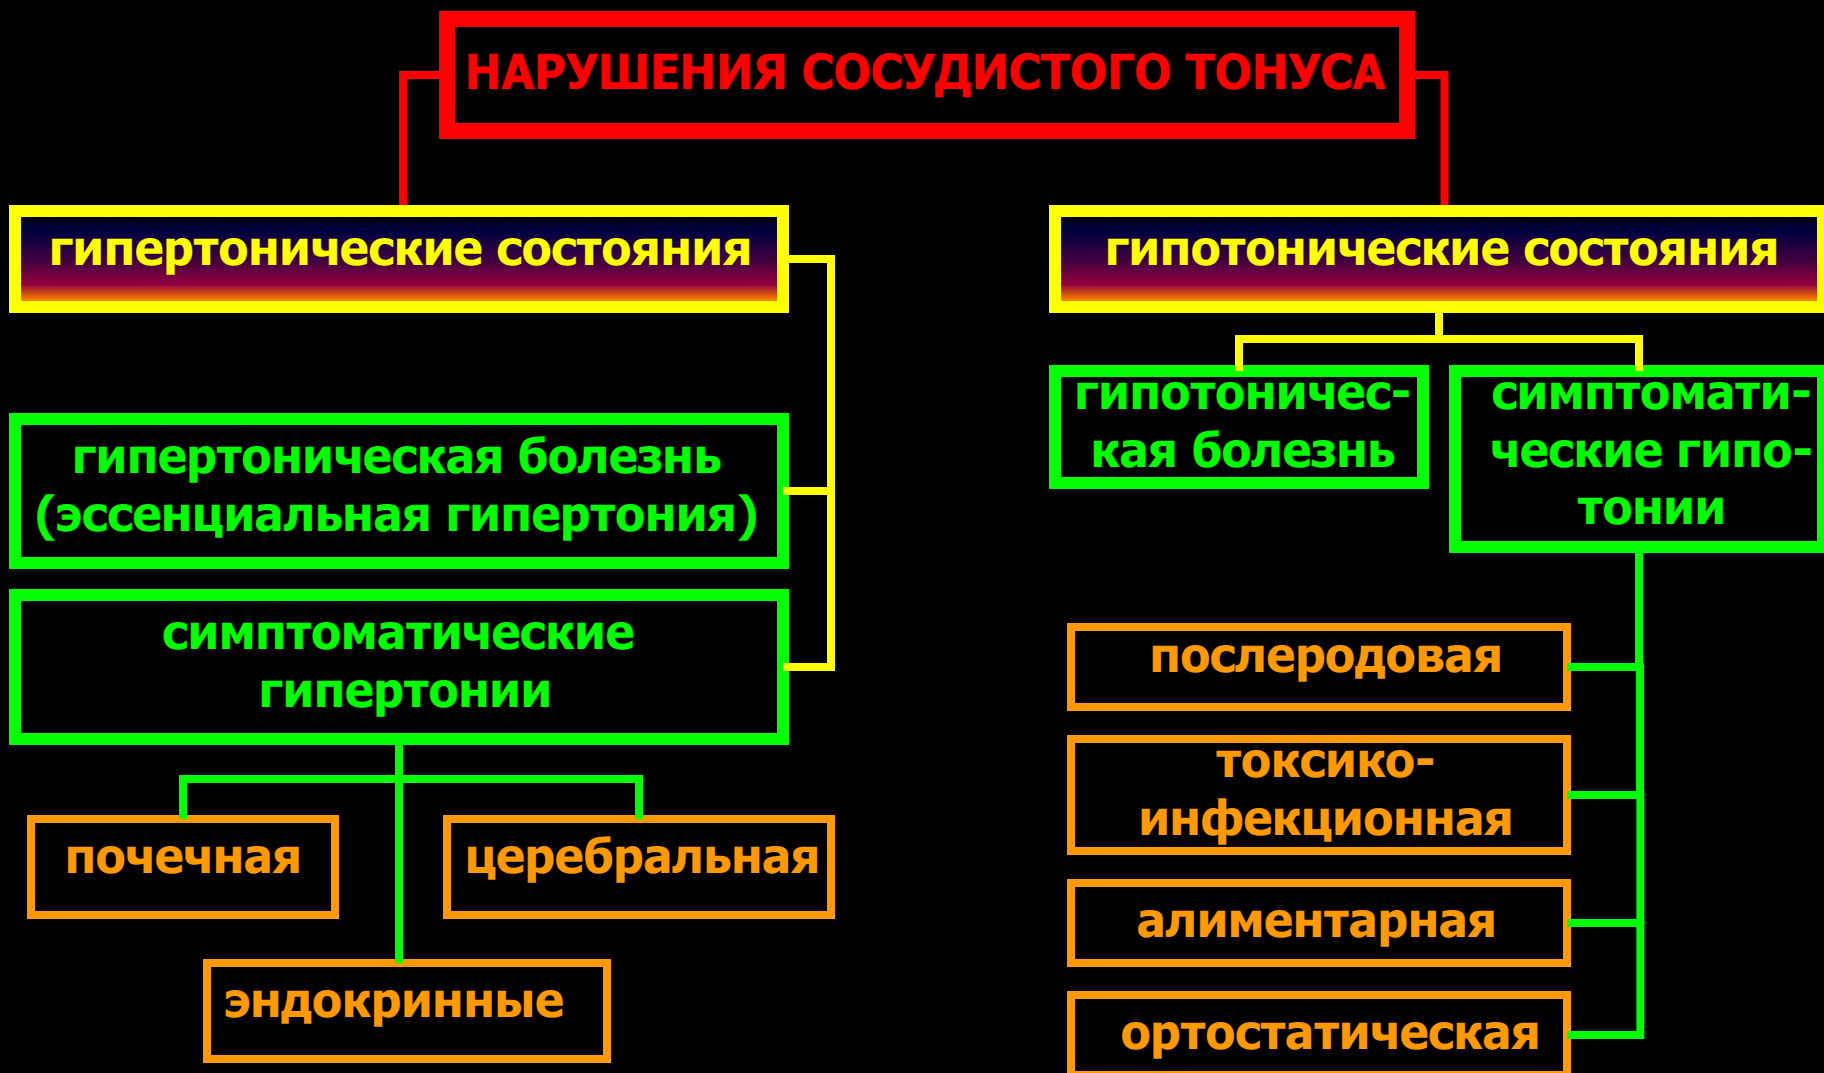 НАРУШЕНИЯ СОСУДИСТОГО ТОНУСА
гипертонические состояния
гипертоническая болезнь
(эссенциальная гипертония)
симптоматические
гипертонии
почечная
церебральная
эндокринные
гипотонические состояния
гипотоничес-
кая болезнь
симптомати-
ческие гипо-
тонии
послеродовая
токсико-
инфекционная
алиментарная
ортостатическая